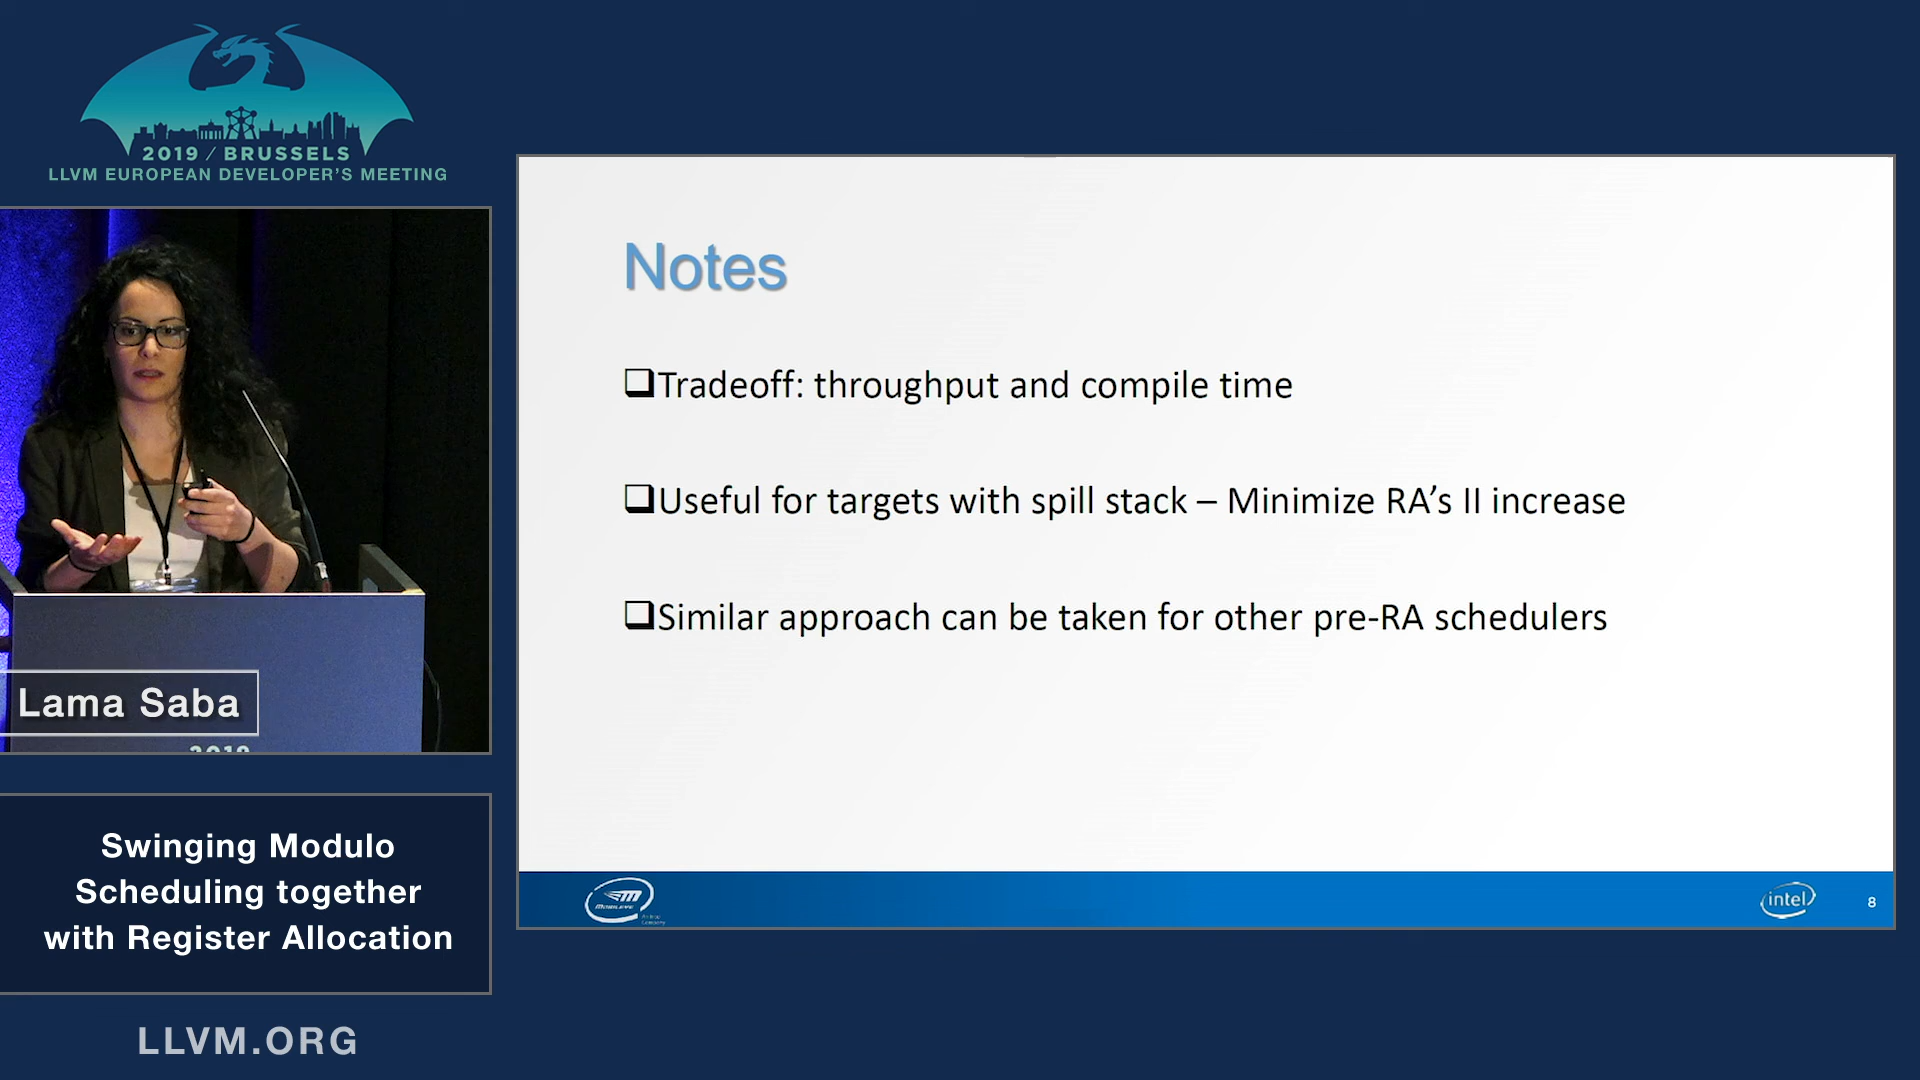 2019 / BRUSSELS
LLVM EUROPEAN DEVELOPER'S MEETING
Lama Saba
2019
Swinging Modulo
Scheduling together
with Register Allocation
LLVM.ORG
Notes
❑Tradeoff: throughput and compile time
❑Useful for targets with spill stack – Minimize RA's II increase
❑Similar approach can be taken for other pre-RA schedulers
MOBILEYE
intel
8